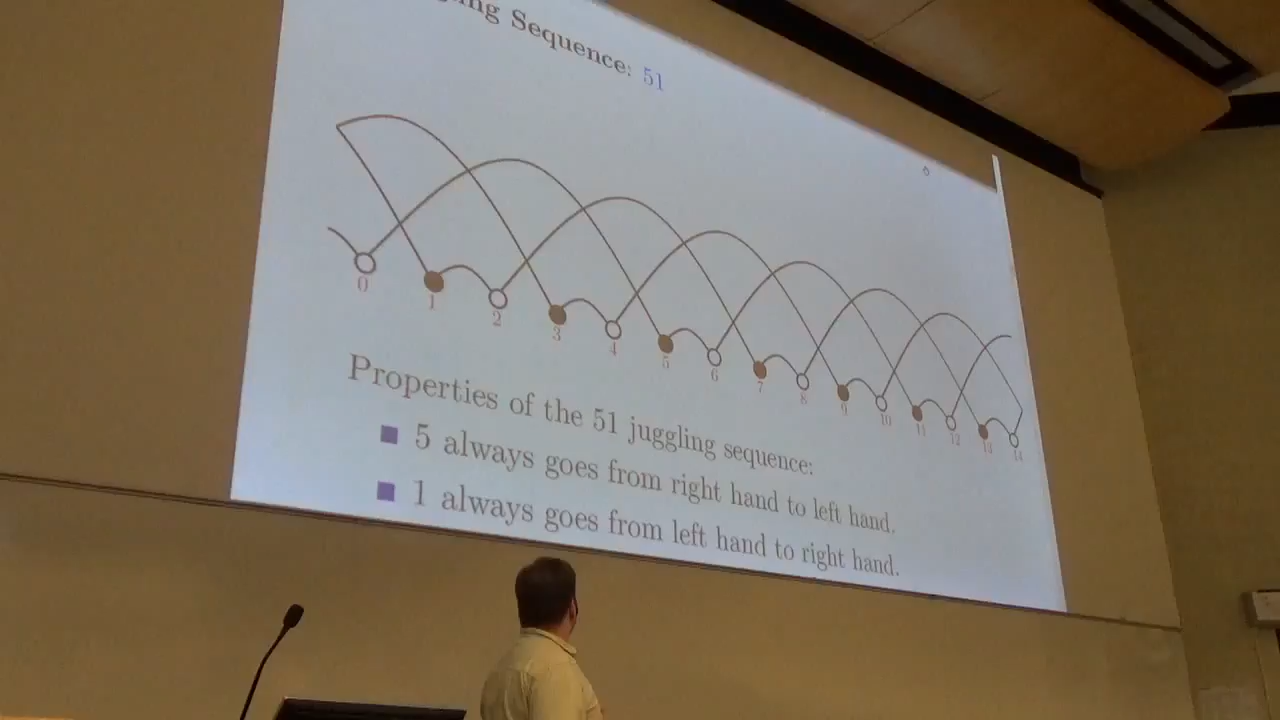 Sequence: 51
0 1 2 3 4 5 6 7 8 9 10 11 12 13 14
Properties of the 51 juggling sequence:
5 always goes from right hand to left hand.
1 always goes from left hand to right hand.